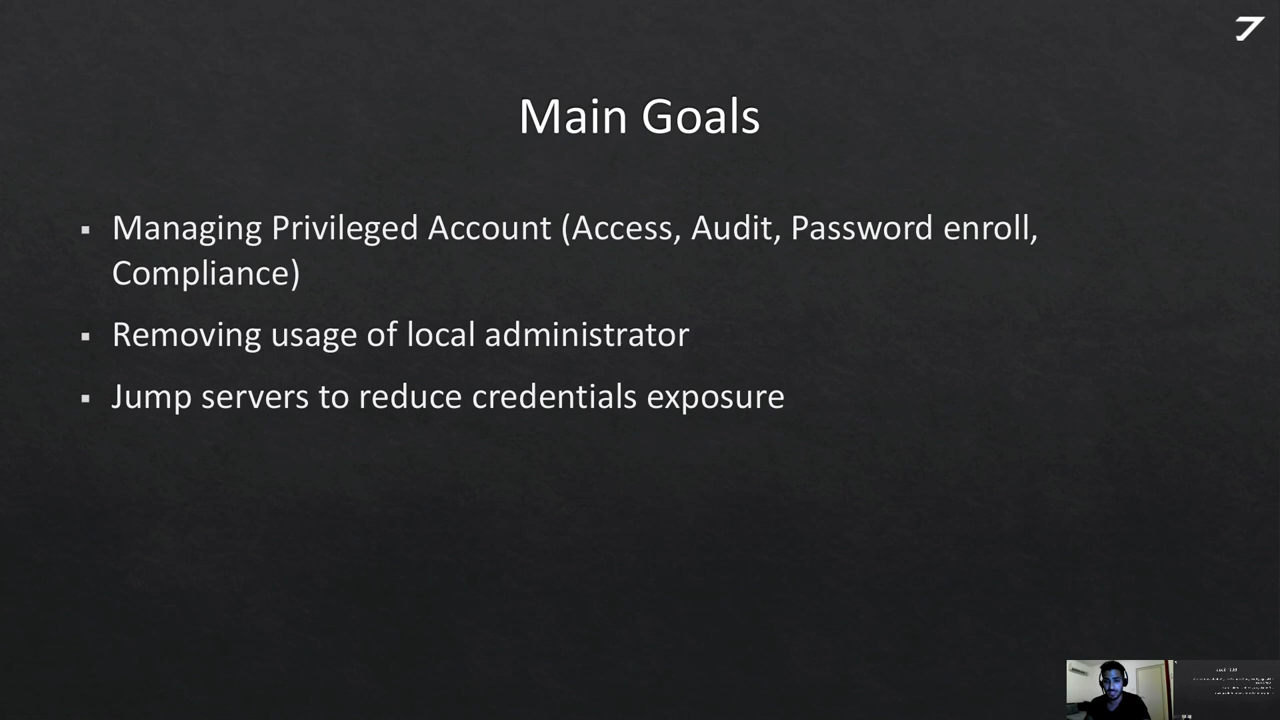 Main Goals
Managing Privileged Account (Access, Audit, Password enroll,
Compliance)
Removing usage of local administrator
Jump servers to reduce credentials exposure